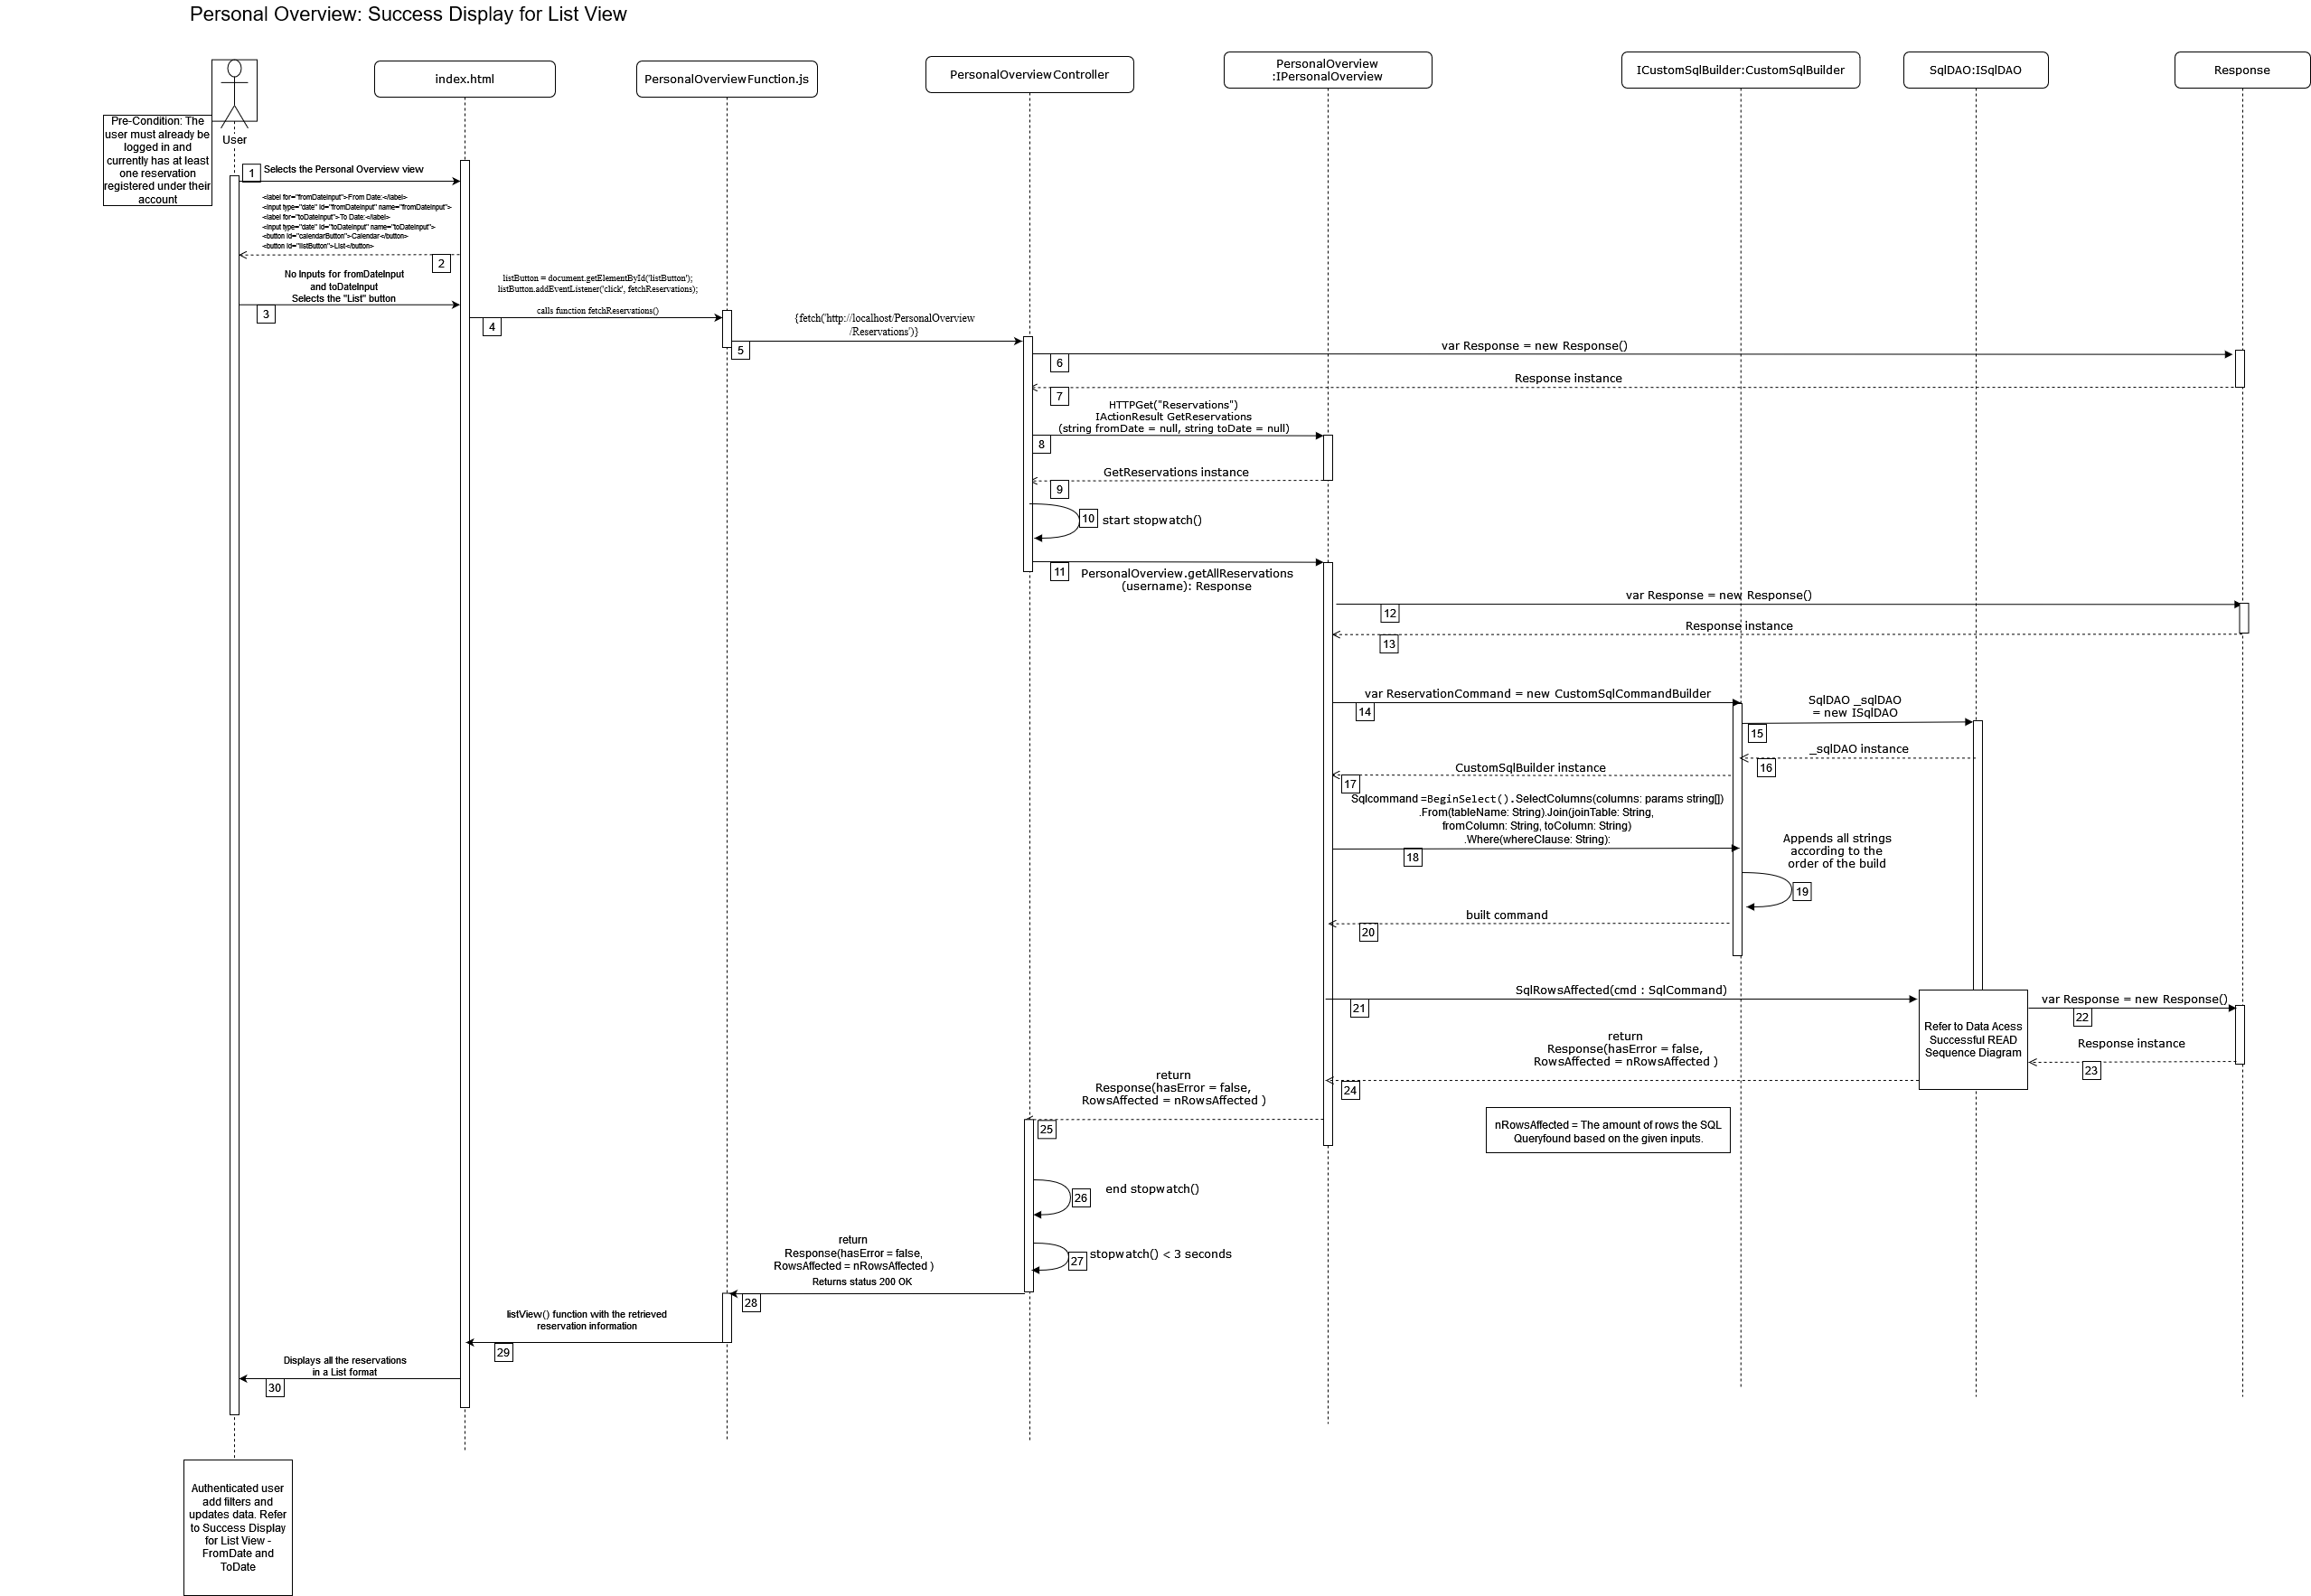 Personal Overview: Success Display for List View
index.html
PersonalOverviewFunction.js
PersonalOverviewController
PersonalOverview
:IPersonalOverview
ICustomSqlBuilder:CustomSqlBuilder
SqlDAO:ISqlDAO
Response
User
Pre-Condition: The
user must already be
logged in and
currently has at least
one reservation
registered under their
account
1
Selects the Personal Overview view
<label for="fromDateInput">From Date:</label>
<input type="date" id="fromDateInput" name="fromDateInput">
<label for="toDateInput">To Date:</label>
<input type="date" id="toDateInput" name="toDateInput">
<button id="calendarButton">Calendar</button>
<button id="listButton">List</button>
2
No Inputs for fromDateInput
and toDateInput
Selects the "List" button
3
listButton = document.getElementById('listButton');
listButton.addEventListener('click', fetchReservations);
calls function fetchReservations()
4
{fetch('http://localhost/PersonalOverview
/Reservations')}
5
var Response = new Response()
6
Response instance
7
HTTPGet("Reservations")
IActionResult GetReservations
(string fromDate = null, string toDate = null)
8
GetReservations instance
9
10
start stopwatch()
11
PersonalOverview.getAllReservations
(username): Response
var Response = new Response()
12
Response instance
13
var ReservationCommand = new CustomSqlCommandBuilder
14
SqlDAO _sqlDAO
= new ISqlDAO
15
_sqlDAO instance
16
CustomSqlBuilder instance
17
Sqlcommand =BeginSelect().SelectColumns(columns: params string[])
.From(tableName: String).Join(joinTable: String,
fromColumn: String, toColumn: String)
.Where(whereClause: String):
18
Appends all strings
according to the
order of the build
19
built command
20
SqlRowsAffected(cmd : SqlCommand)
21
Refer to Data Acess
Successful READ
Sequence Diagram
var Response = new Response()
22
Response instance
23
return
Response(hasError = false,
RowsAffected = nRowsAffected )
24
return
Response(hasError = false,
RowsAffected = nRowsAffected )
25
nRowsAffected = The amount of rows the SQL
Queryfound based on the given inputs.
26
end stopwatch()
27
stopwatch() < 3 seconds
return
Response(hasError = false,
RowsAffected = nRowsAffected )
Returns status 200 OK
28
listView() function with the retrieved
reservation information
29
Displays all the reservations
in a List format
30
Authenticated user
add filters and
updates data. Refer
to Success Display
for List View -
FromDate and
ToDate